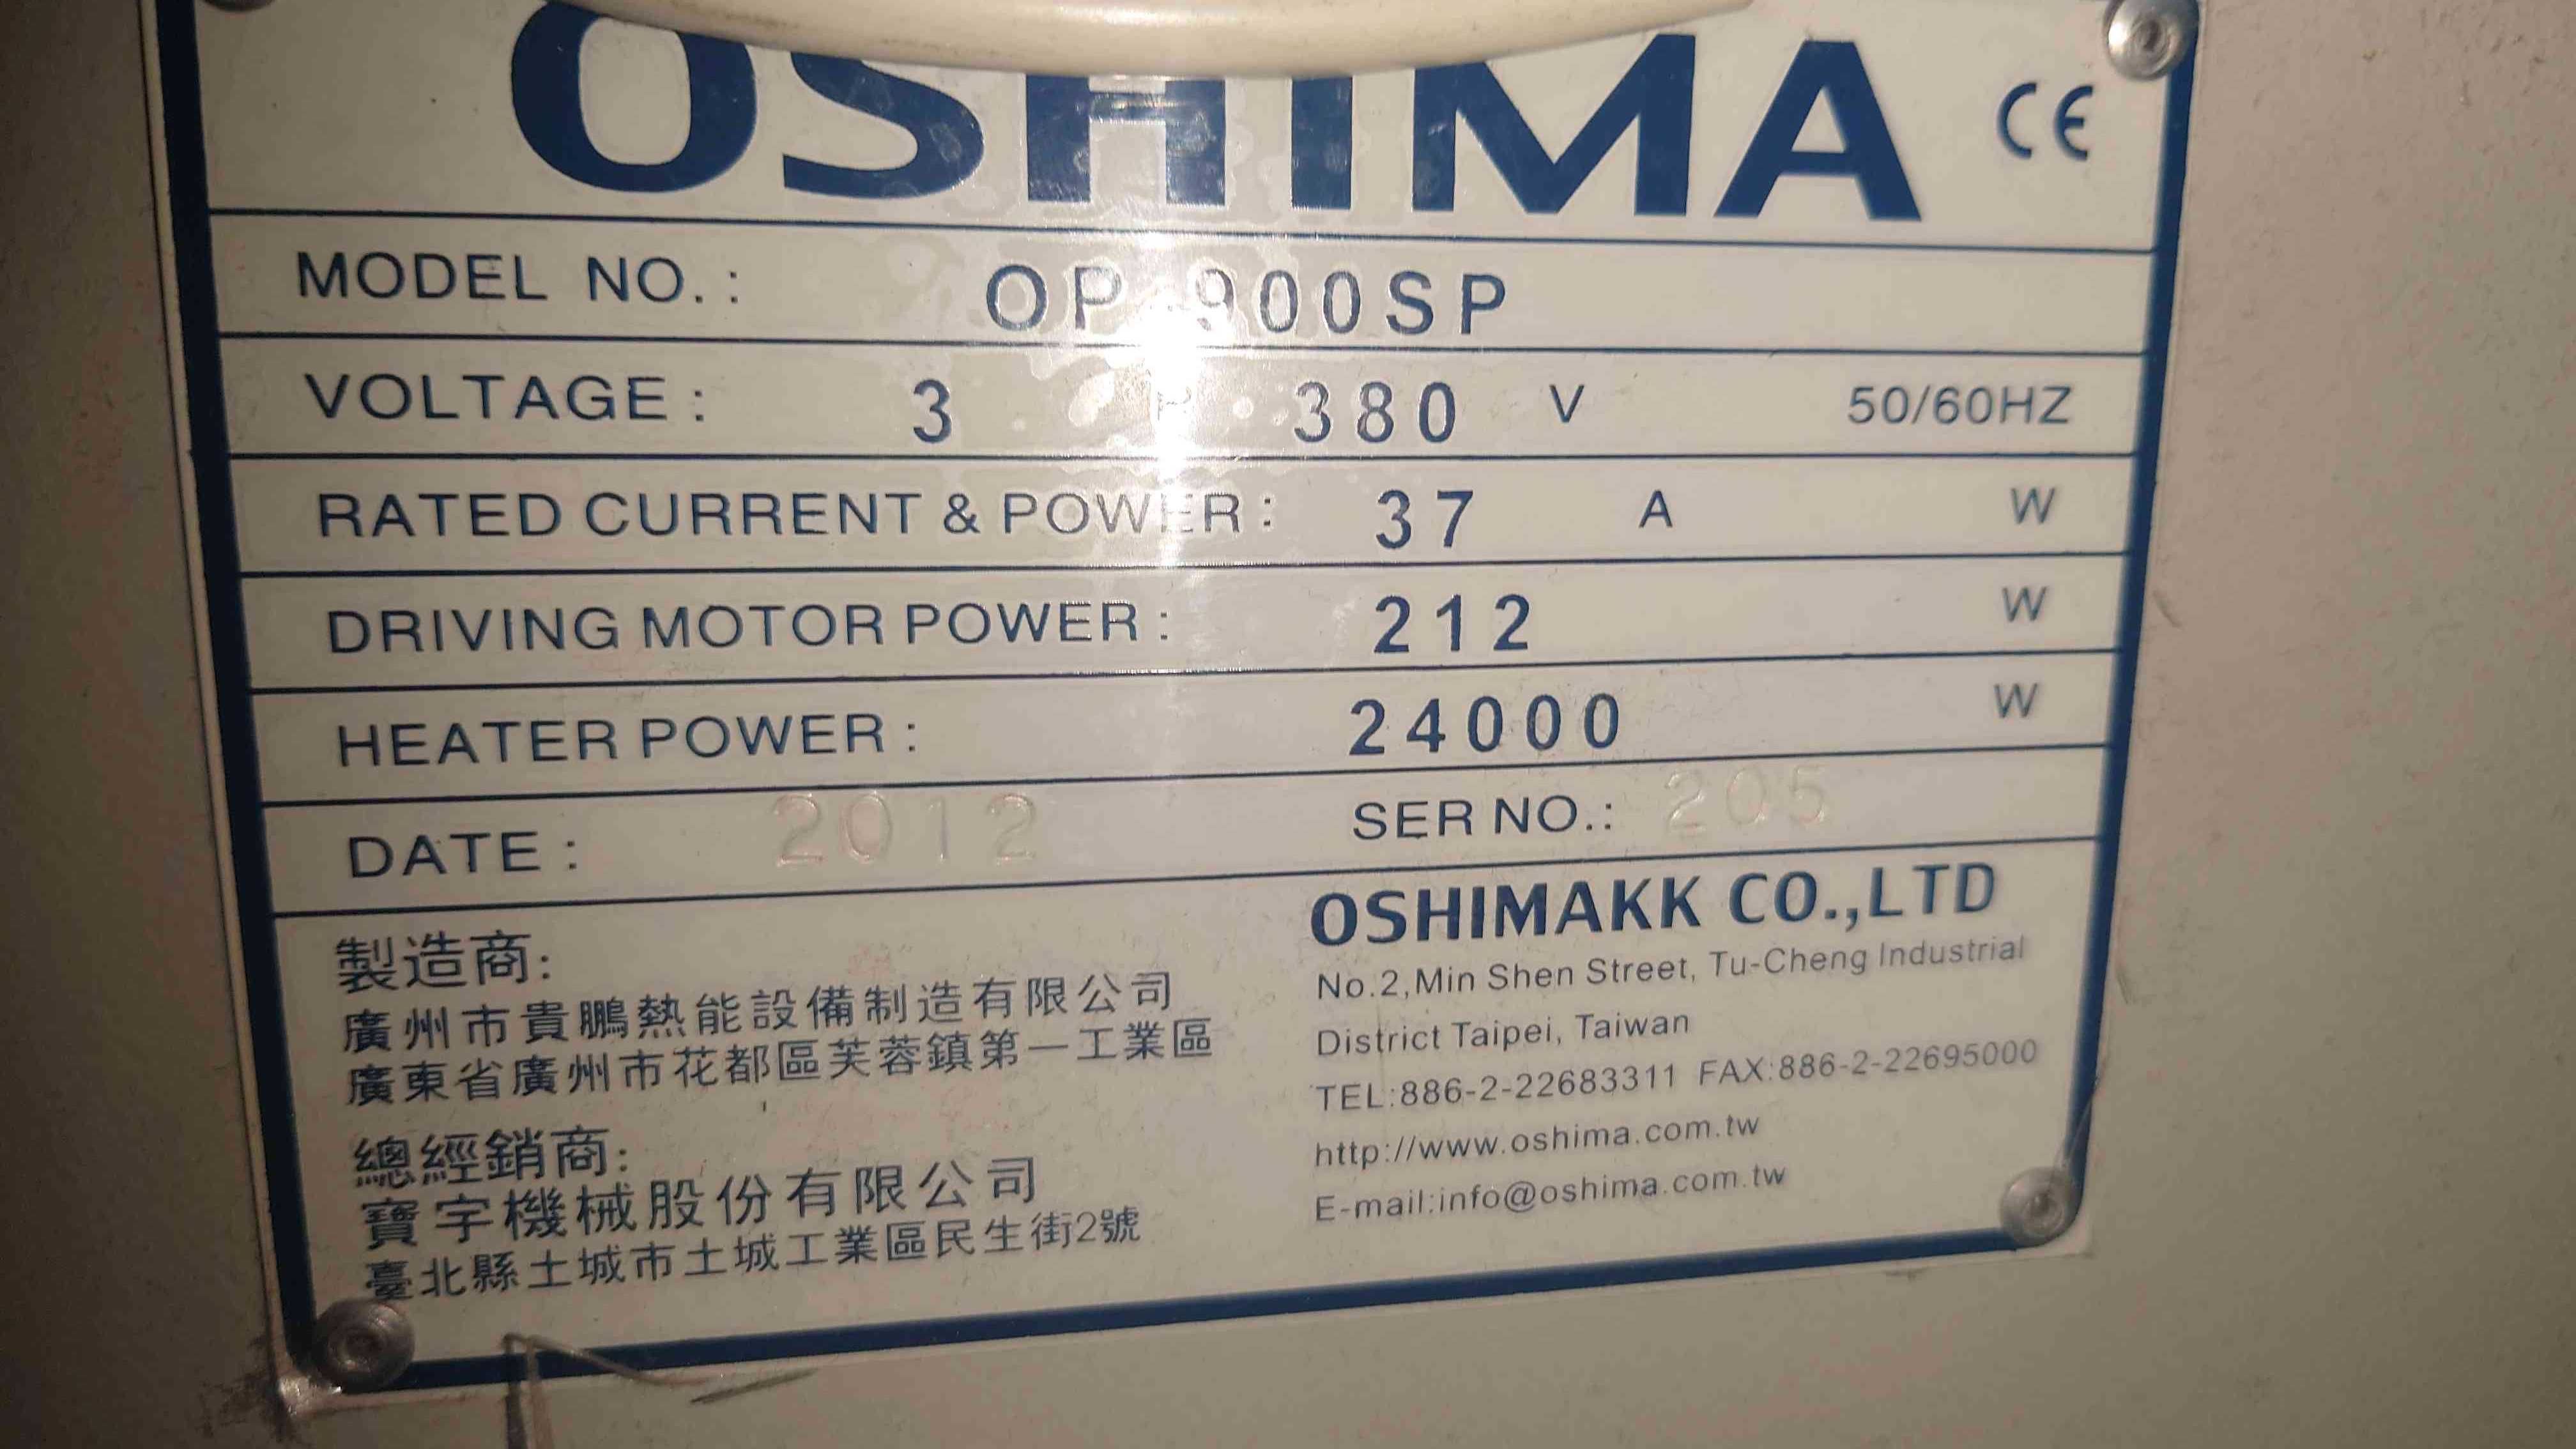 OSHIMA CE
MODEL NO.: OP-900SP
VOLTAGE: 3 P 380 V 50/60HZ
RATED CURRENT & POWER: 37 A W
DRIVING MOTOR POWER: 212 W
HEATER POWER: 24000 W
DATE: 2012 SER NO.: 205
製造商:
廣州市貴鵬熱能設備制造有限公司
廣東省廣州市花都區芙蓉鎮第一工業區
總經銷商:
寶宇機械股份有限公司
臺北縣土城市土城工業區民生街2號
OSHIMAKK CO.,LTD
No.2,Min Shen Street, Tu-Cheng Industrial
District Taipei, Taiwan
TEL:886-2-22683311 FAX:886-2-22695000
http://www.oshima.com.tw
E-mail:info@oshima.com.tw